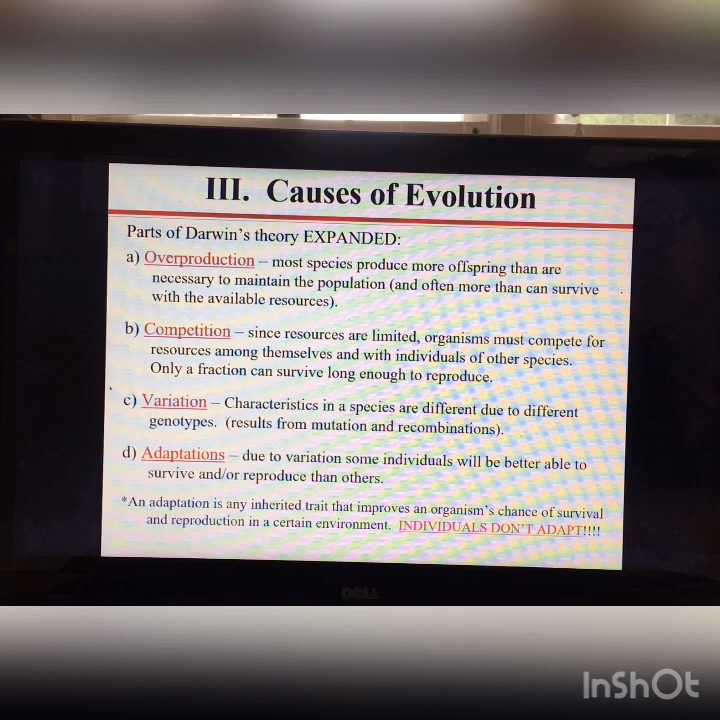 III. Causes of Evolution
Parts of Darwin's theory EXPANDED:
a) Overproduction – most species produce more offspring than are
necessary to maintain the population (and often more than can survive
with the available resources).
b) Competition – since resources are limited, organisms must compete for
resources among themselves and with individuals of other species.
Only a fraction can survive long enough to reproduce.
c) Variation – Characteristics in a species are different due to different
genotypes. (results from mutation and recombinations).
d) Adaptations – due to variation some individuals will be better able to
survive and/or reproduce than others.
*An adaptation is any inherited trait that improves an organism's chance of survival
and reproduction in a certain environment. INDIVIDUALS DON'T ADAPT!!!!
DELL
InShOt